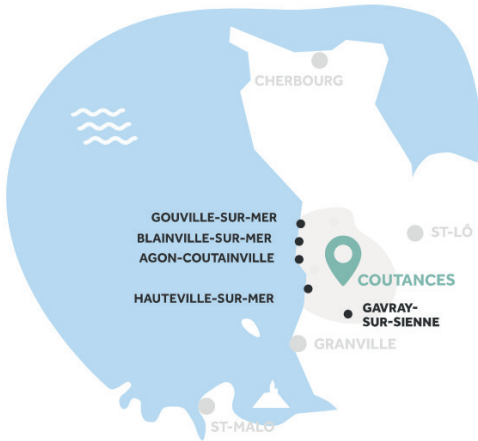 CHERBOURG
GOUVILLE-SUR-MER
ST-LÔ
BLAINVILLE-SUR-MER
AGON-COUTAINVILLE
COUTANCES
HAUTEVILLE-SUR-MER
GAVRAY-
SUR-SIENNE
GRANVILLE
ST-MALO